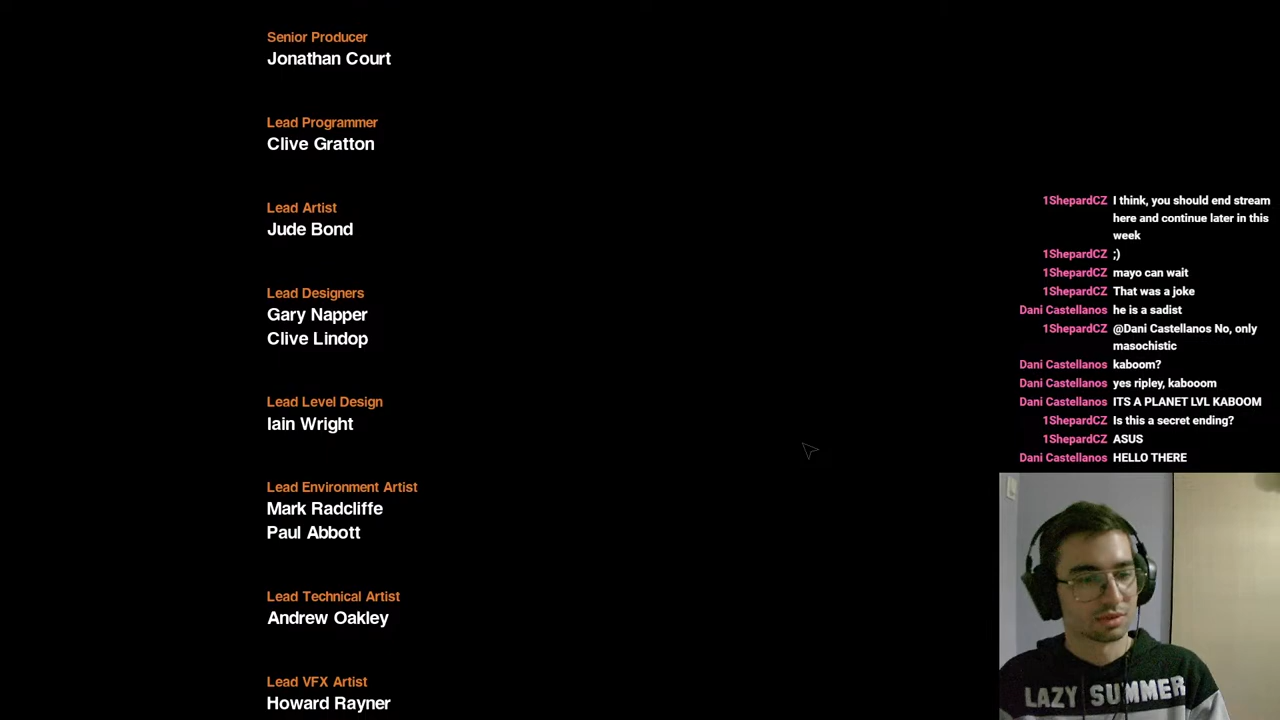 Senior Producer
Jonathan Court
Lead Programmer
Clive Gratton
Lead Artist
Jude Bond
Lead Designers
Gary Napper
Clive Lindop
Lead Level Design
Iain Wright
Lead Environment Artist
Mark Radcliffe
Paul Abbott
Lead Technical Artist
Andrew Oakley
Lead VFX Artist
Howard Rayner
1ShepardCZ I think, you should end stream
here and continue later in this
week
1ShepardCZ ;)
1ShepardCZ mayo can wait
1ShepardCZ That was a joke
Dani Castellanos he is a sadist
1ShepardCZ @Dani Castellanos No, only
masochistic
Dani Castellanos kaboom?
Dani Castellanos yes ripley, kabooom
Dani Castellanos ITS A PLANET LVL KABOOM
1ShepardCZ Is this a secret ending?
1ShepardCZ ASUS
Dani Castellanos HELLO THERE
LAZY SUMMER